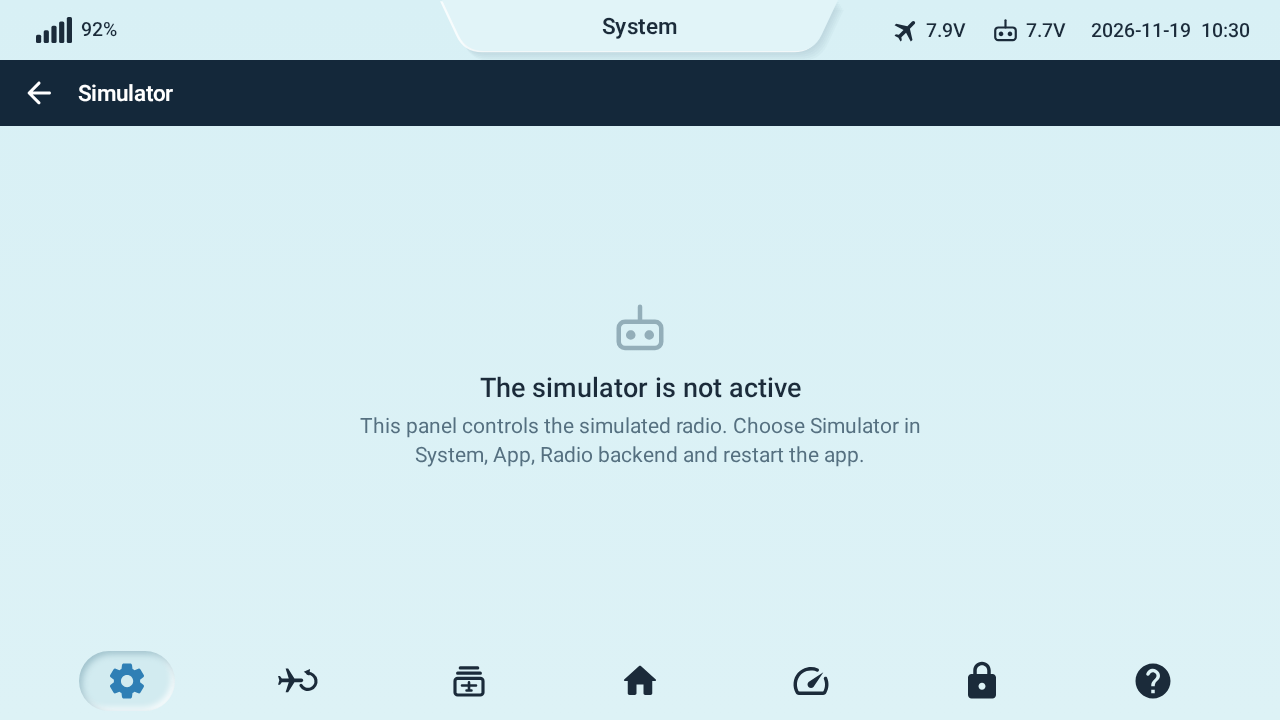 92%
System
7.9V
7.7V
2026-11-19 10:30
Simulator
The simulator is not active
This panel controls the simulated radio. Choose Simulator in
System, App, Radio backend and restart the app.